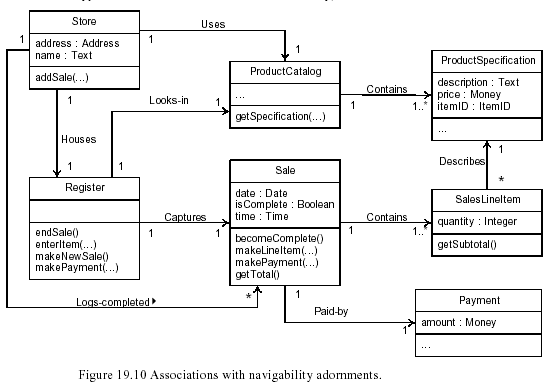 Store
address : Address
name : Text
addSale(...)
1
1
Uses
1
ProductCatalog
...
getSpecification(...)
1
Contains
1..*
ProductSpecification
description : Text
price : Money
itemID : ItemID
...
1
Looks-in
1
1
Houses
1
1
Describes
1
*
Register
endSale()
enterItem(...)
makeNewSale()
makePayment(...)
Captures
1
1
Sale
date : Date
isComplete : Boolean
time : Time
becomeComplete()
makeLineItem(...)
makePayment(...)
getTotal()
Contains
1
1..*
SalesLineItem
quantity : Integer
getSubtotal()
Logs-completed
*
1
Paid-by
1
Payment
amount : Money
...
Figure 19.10 Associations with navigability adornments.